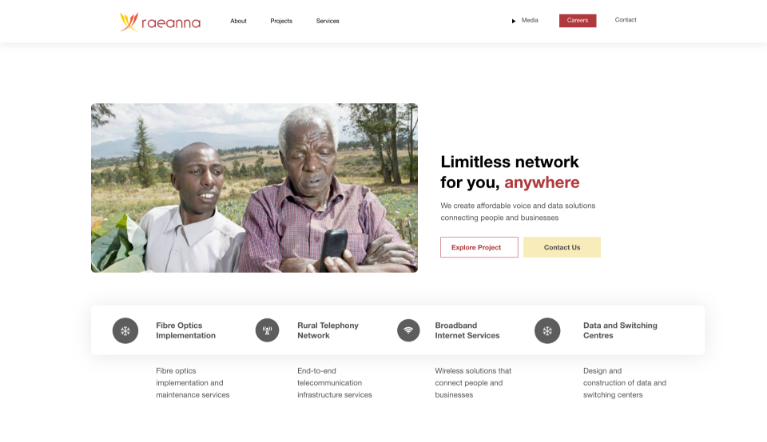 raeanna
About
Projects
Services
Media
Careers
Contact
Limitless network
for you, anywhere
We create affordable voice and data solutions
connecting people and businesses
Explore Project
Contact Us
Fibre Optics
Implementation
Rural Telephony
Network
Broadband
Internet Services
Data and Switching
Centres
Fibre optics
implementation and
maintenance services
End-to-end
telecommunication
infrastructure services
Wireless solutions that
connect people and
businesses
Design and
construction of data and
switching centers